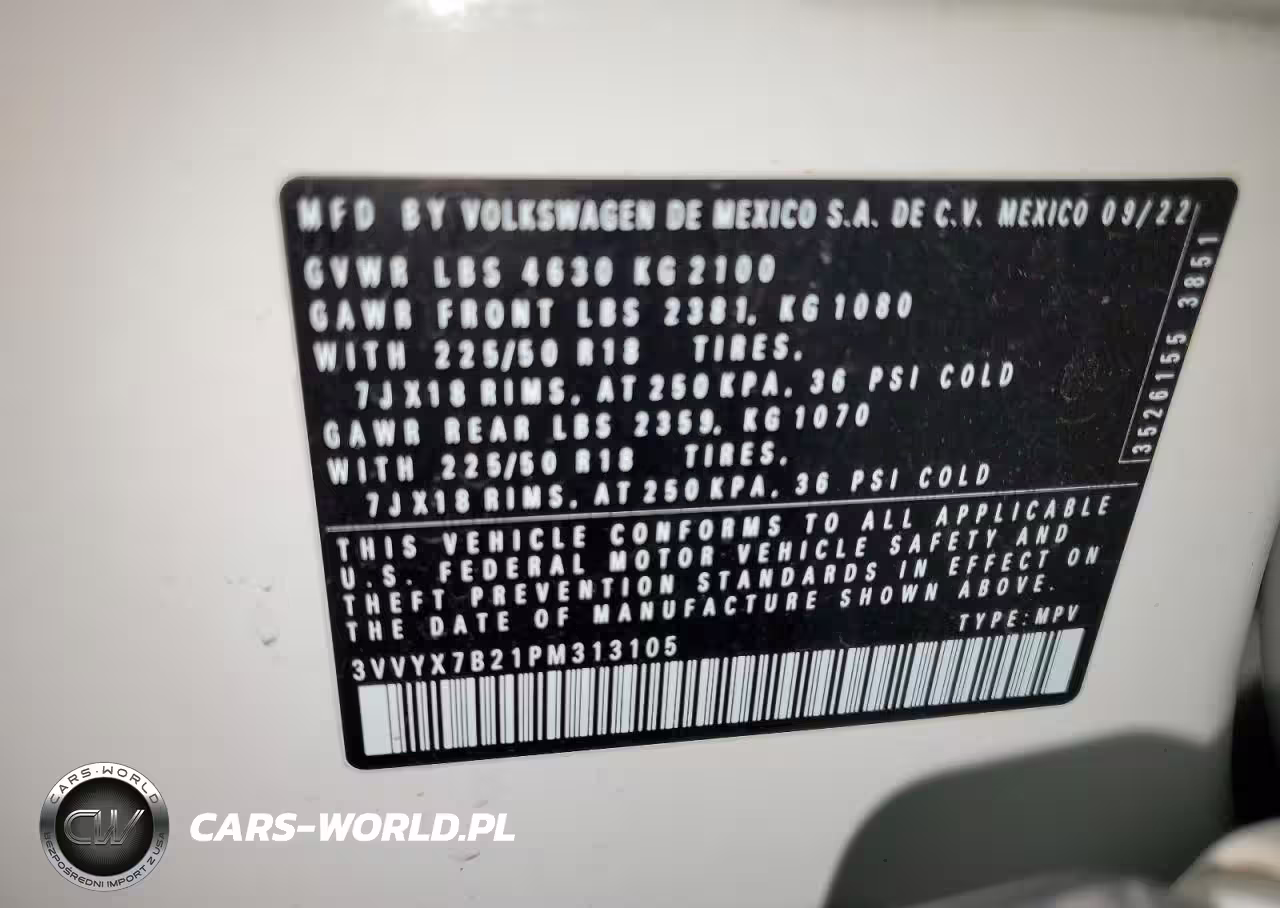 MFD BY VOLKSWAGEN DE MEXICO S.A. DE C.V. MEXICO 09/22
GVWR LBS 4630 KG 2100
GAWR FRONT LBS 2381, KG 1080
WITH 225/50 R18 TIRES.
7JX18 RIMS, AT 250 KPA, 36 PSI COLD
GAWR REAR LBS 2359, KG 1070
WITH 225/50 R18 TIRES.
7JX18 RIMS, AT 250 KPA, 36 PSI COLD
3526155 3851
THIS VEHICLE CONFORMS TO ALL APPLICABLE
U.S. FEDERAL MOTOR VEHICLE SAFETY AND
THEFT PREVENTION STANDARDS IN EFFECT ON
THE DATE OF MANUFACTURE SHOWN ABOVE.
TYPE: MPV
3VVYX7B21PM313105
CARS-WORLD
CW
BEZPOŚREDNI IMPORT Z USA
CARS-WORLD.PL